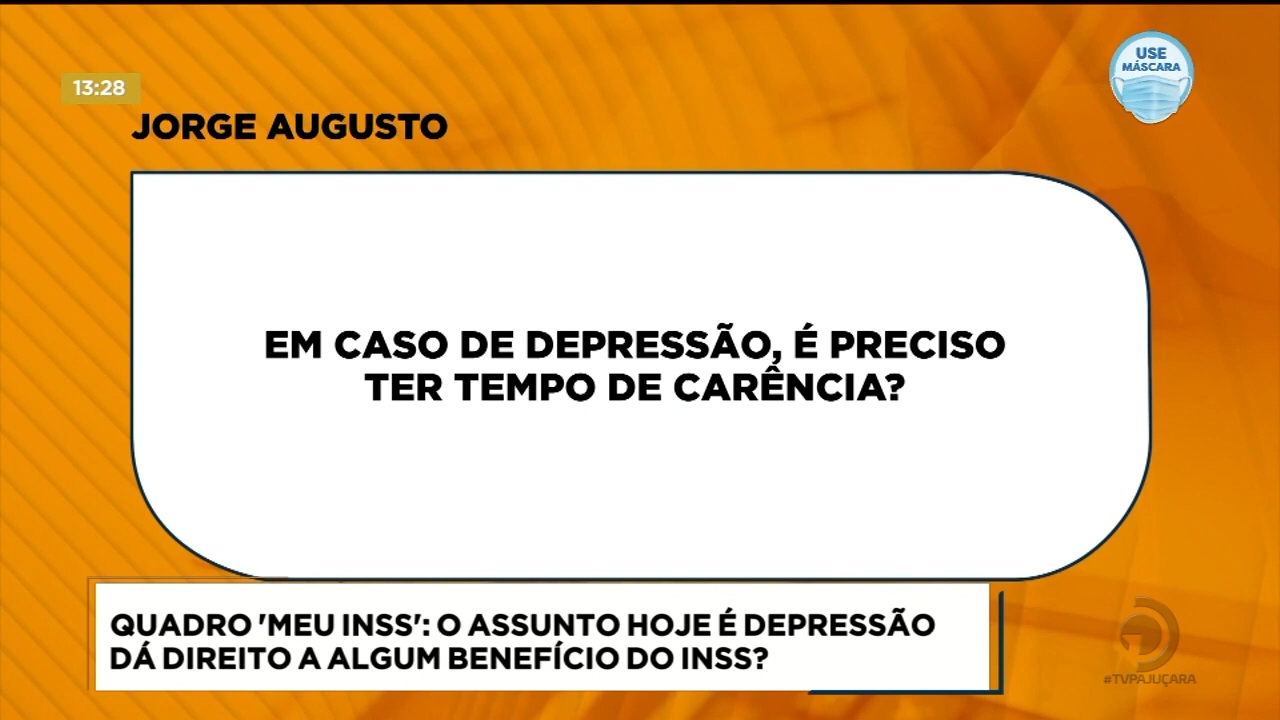 13:28
USE
MÁSCARA
JORGE AUGUSTO
EM CASO DE DEPRESSÃO, É PRECISO
TER TEMPO DE CARÊNCIA?
QUADRO 'MEU INSS': O ASSUNTO HOJE É DEPRESSÃO
DÁ DIREITO A ALGUM BENEFÍCIO DO INSS?
#TVPAJUÇARA